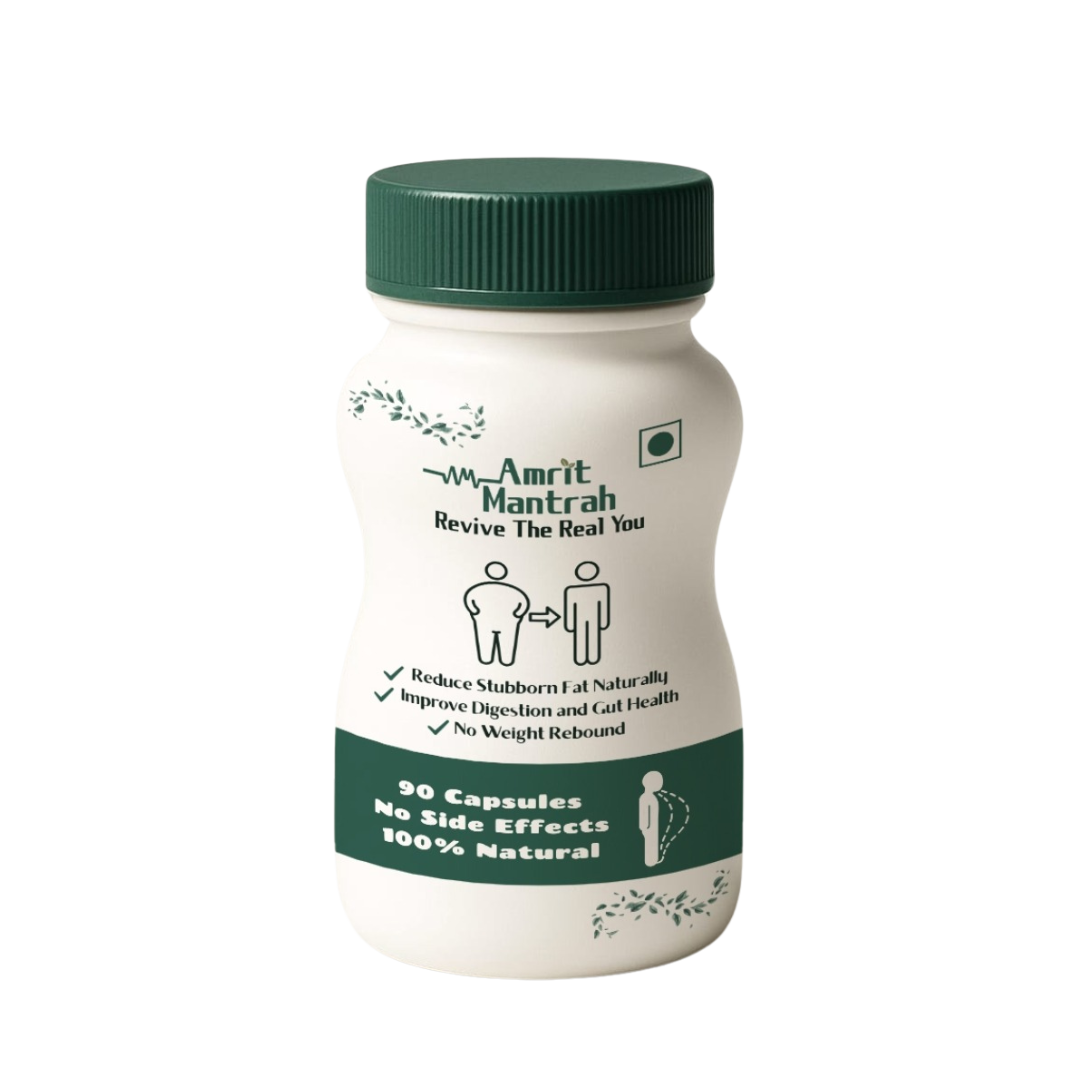 Amrit
Mantrah
Revive The Real You
Reduce Stubborn Fat Naturally
Improve Digestion and Gut Health
No Weight Rebound
90 Capsules
No Side Effects
100% Natural